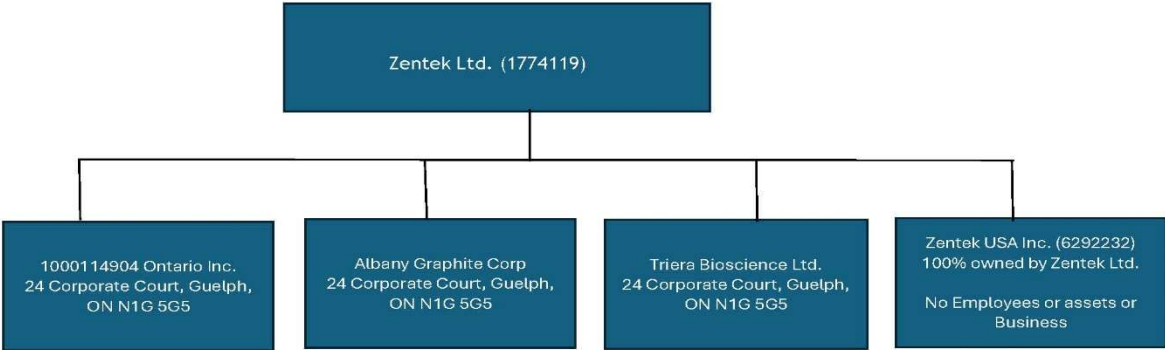 Zentek Ltd. (1774119)
1000114904 Ontario Inc.
24 Corporate Court, Guelph,
ON N1G 5G5
Albany Graphite Corp
24 Corporate Court, Guelph,
ON N1G 5G5
Triera Bioscience Ltd.
24 Corporate Court, Guelph,
ON N1G 5G5
Zentek USA Inc. (6292232)
100% owned by Zentek Ltd.
No Employees or assets or
Business